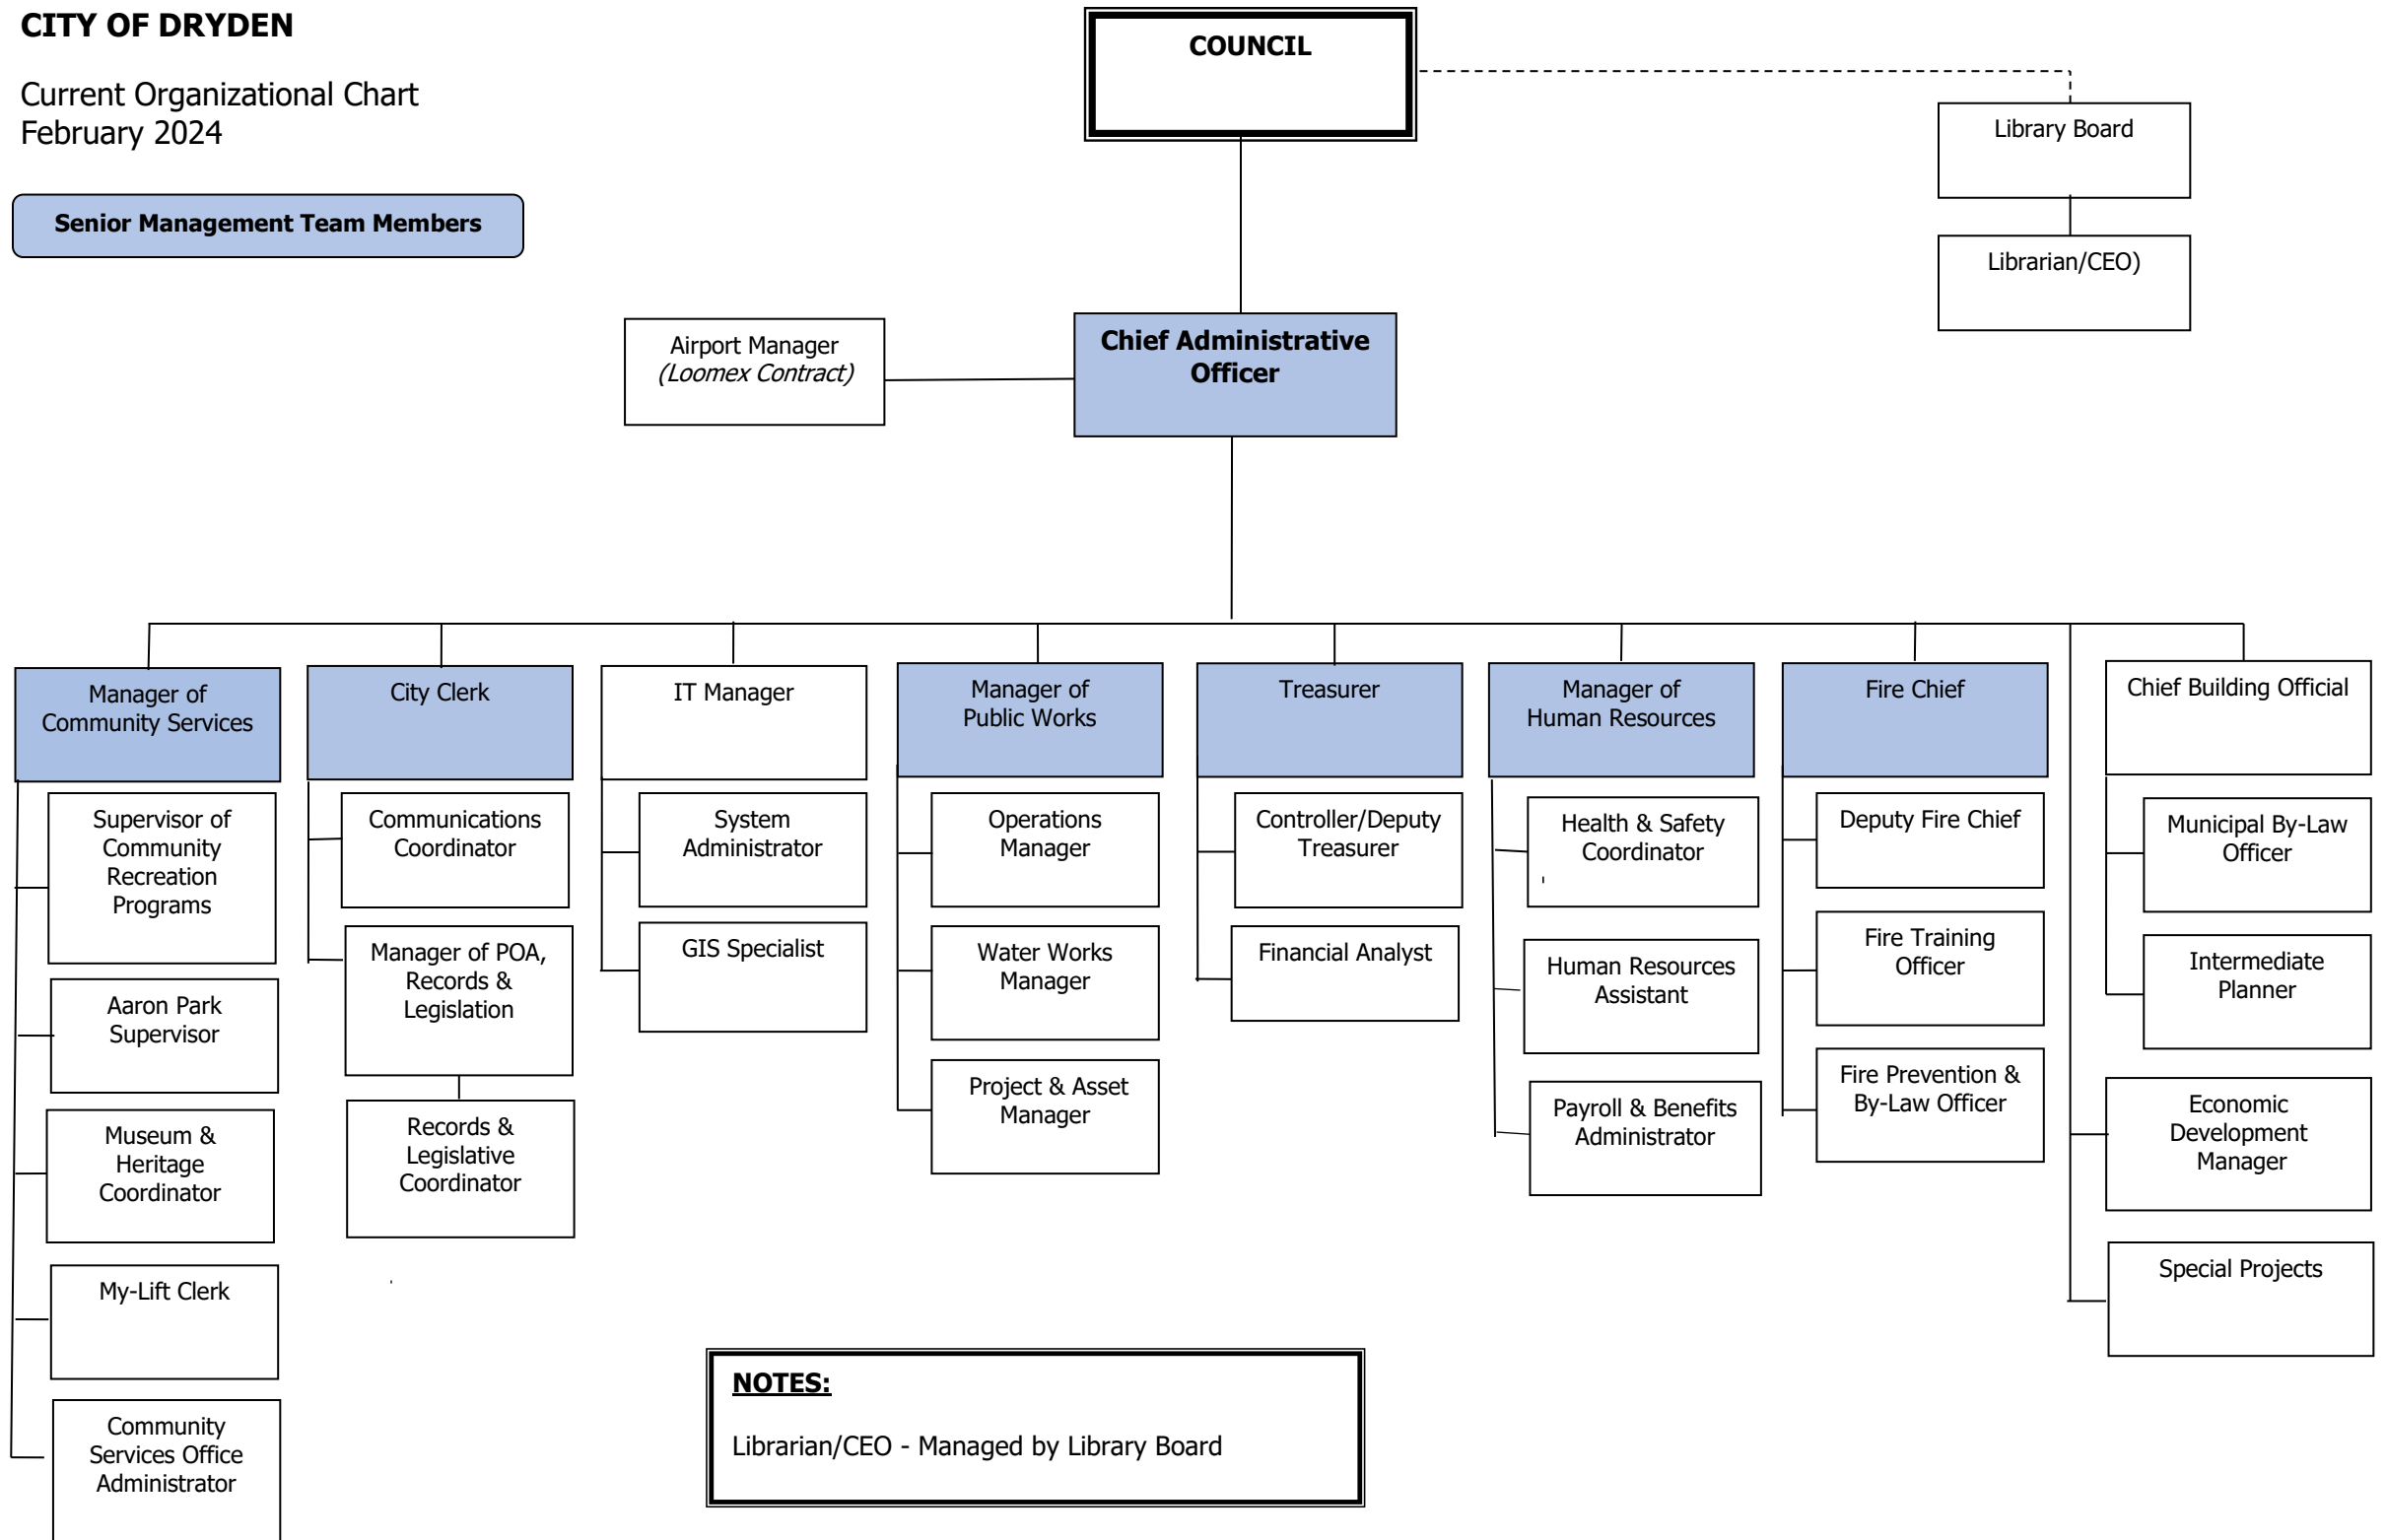 CITY OF DRYDEN
Current Organizational Chart
February 2024
Senior Management Team Members
COUNCIL
Library Board
Librarian/CEO)
Airport Manager
(Loomex Contract)
Chief Administrative
Officer
Manager of
Community Services
Supervisor of
Community
Recreation
Programs
Aaron Park
Supervisor
Museum &
Heritage
Coordinator
My-Lift Clerk
Community
Services Office
Administrator
City Clerk
Communications
Coordinator
Manager of POA,
Records &
Legislation
Records &
Legislative
Coordinator
IT Manager
System
Administrator
GIS Specialist
Manager of
Public Works
Operations
Manager
Water Works
Manager
Project & Asset
Manager
Treasurer
Controller/Deputy
Treasurer
Financial Analyst
Manager of
Human Resources
Health & Safety
Coordinator
Human Resources
Assistant
Payroll & Benefits
Administrator
Fire Chief
Deputy Fire Chief
Fire Training
Officer
Fire Prevention &
By-Law Officer
Chief Building Official
Municipal By-Law
Officer
Intermediate
Planner
Economic
Development
Manager
Special Projects
NOTES:
Librarian/CEO - Managed by Library Board